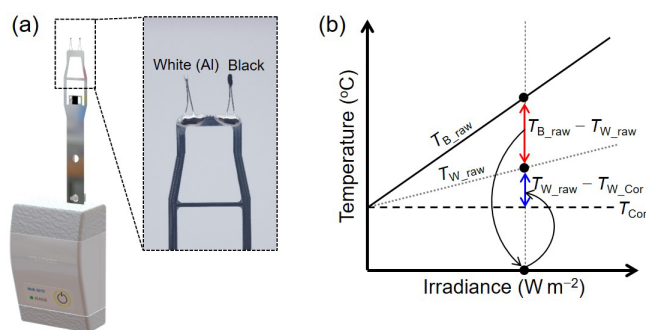 (a)
White (Al) Black
(b)
Temperature (°C)
T_B_raw
T_W_raw
T_B_raw − T_W_raw
T_W_raw − T_W_Cor
T_Cor
Irradiance (W m⁻²)